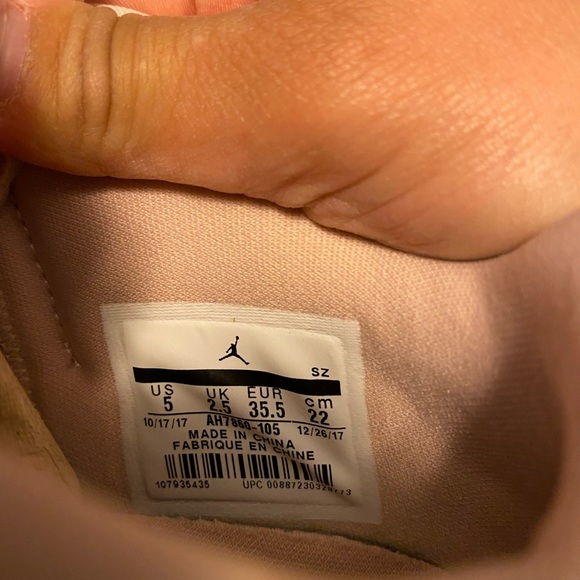 SZ
US UK EUR cm
5 2.5 35.5 22
10/17/17 AH7860-105 12/26/17
MADE IN CHINA
FABRIQUE EN CHINE
107935435 UPC